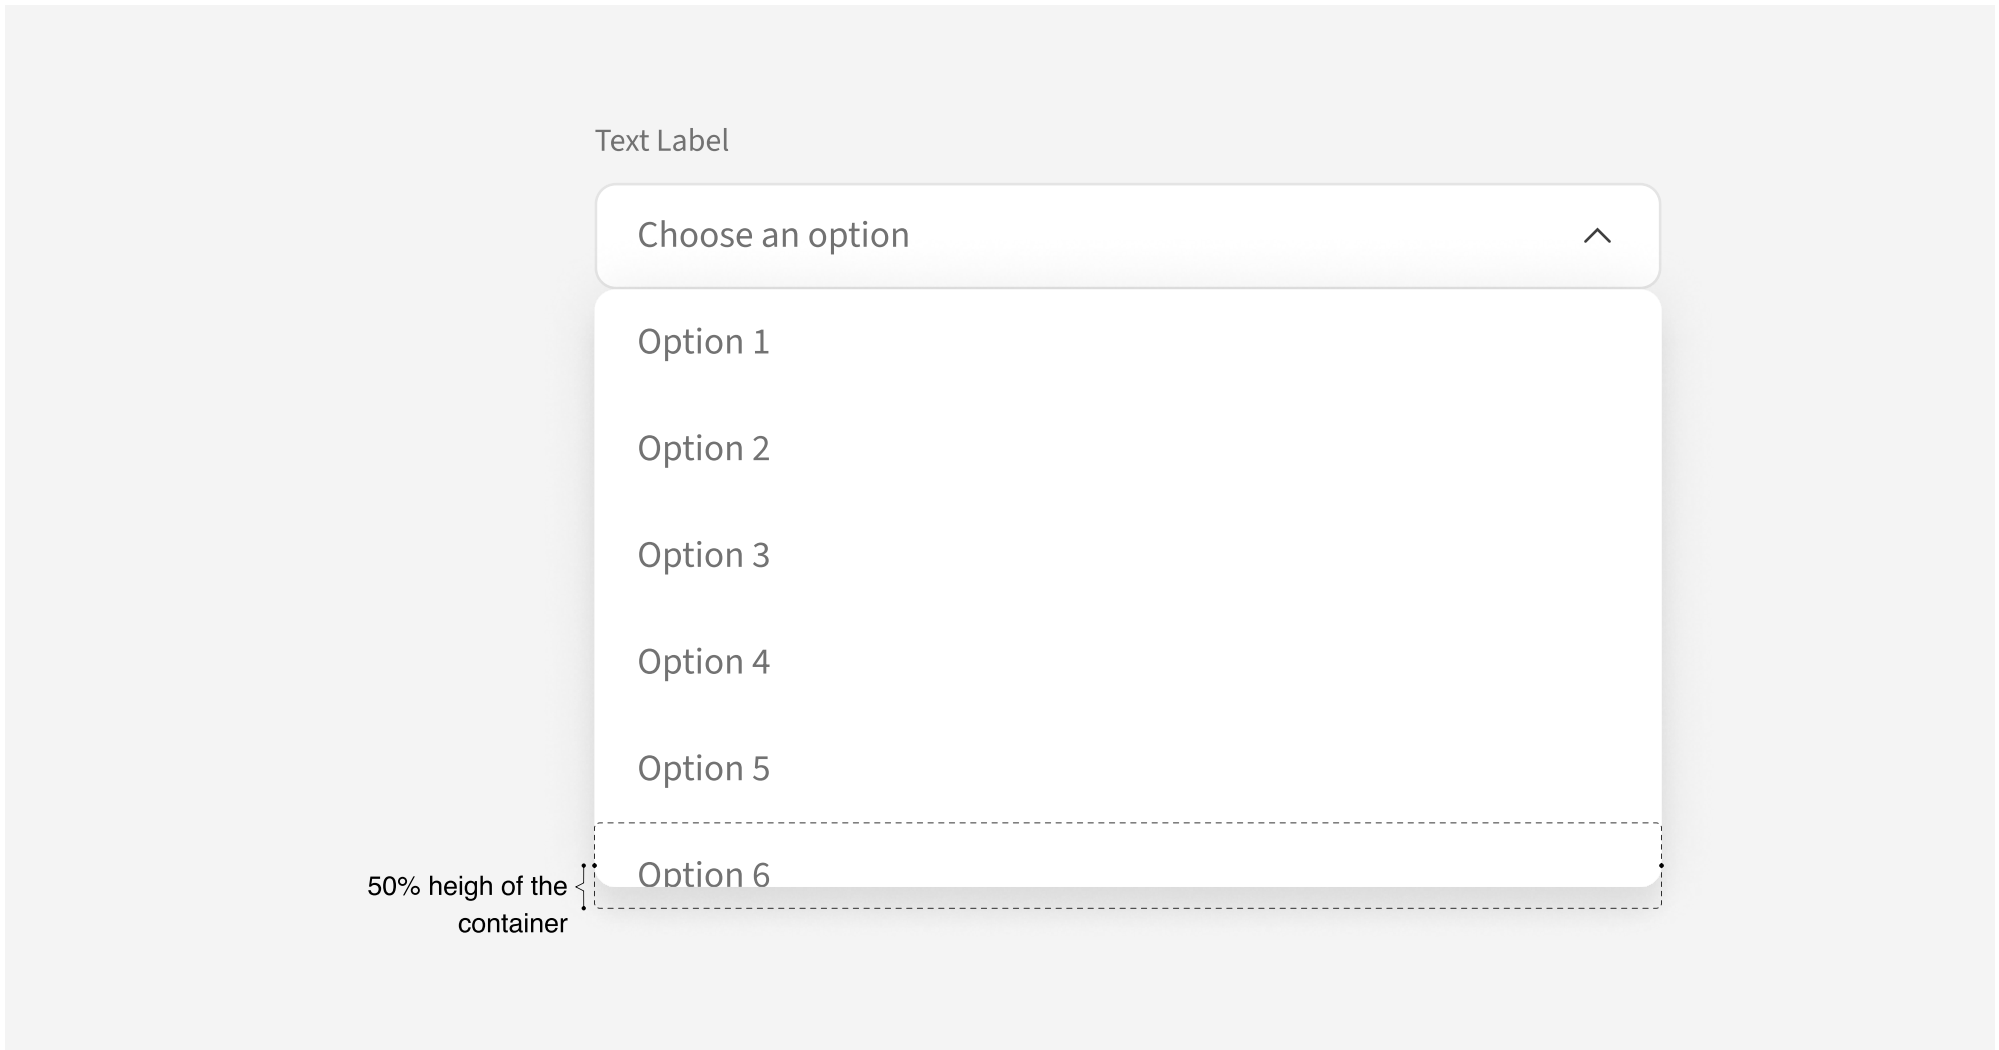 Text Label
Choose an option
Option 1
Option 2
Option 3
Option 4
Option 5
Option 6
50% heigh of the
container